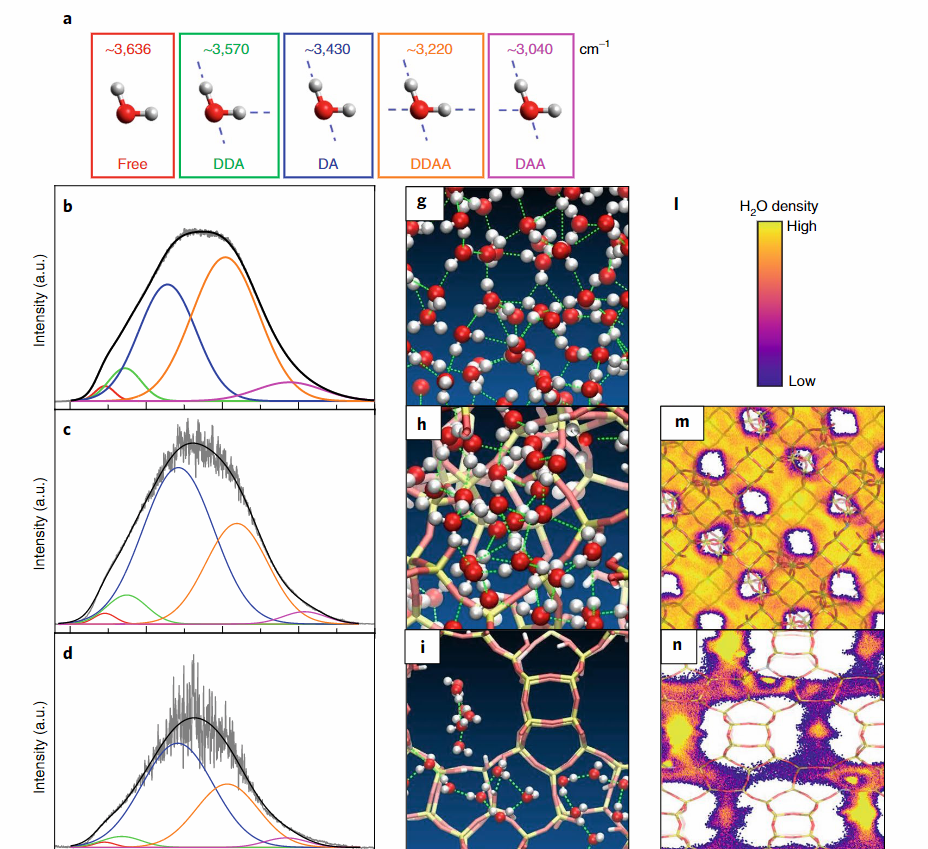 a
~3,636
~3,570
~3,430
~3,220
~3,040
cm⁻¹
Free
DDA
DA
DDAA
DAA
b
Intensity (a.u.)
c
Intensity (a.u.)
d
Intensity (a.u.)
g
h
i
l
H₂O density
High
Low
m
n